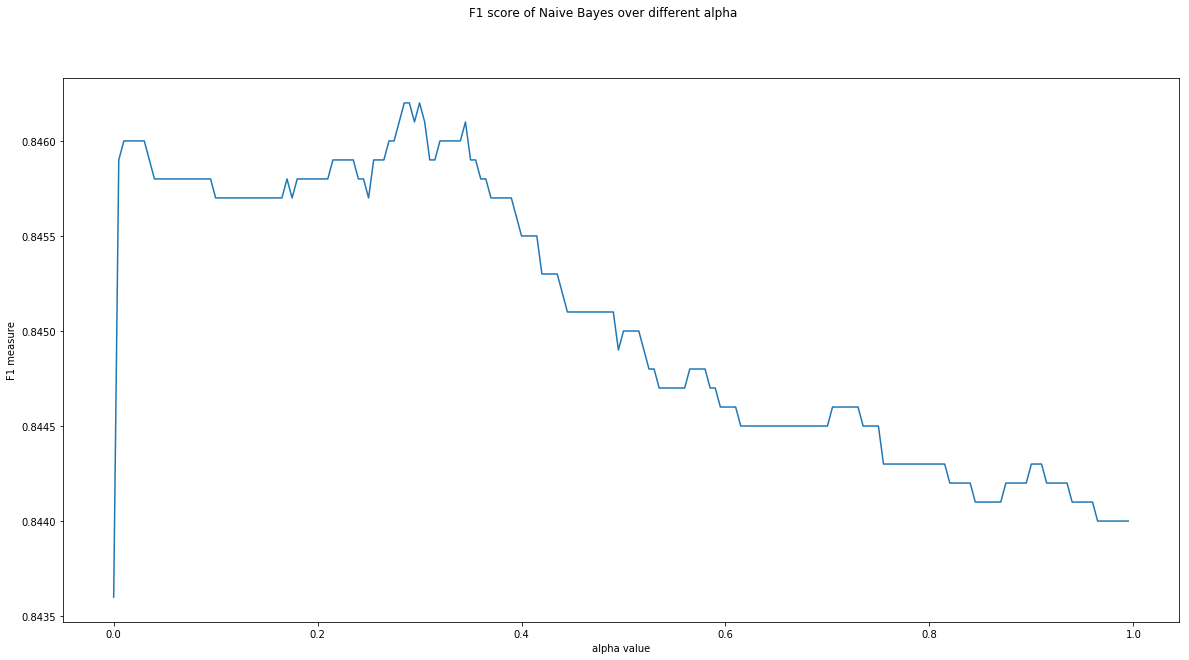 F1 score of Naive Bayes over different alpha
0.8460
0.8455
0.8450
0.8445
0.8440
0.8435
F1 measure
0.0 0.2 0.4 0.6 0.8 1.0
alpha value